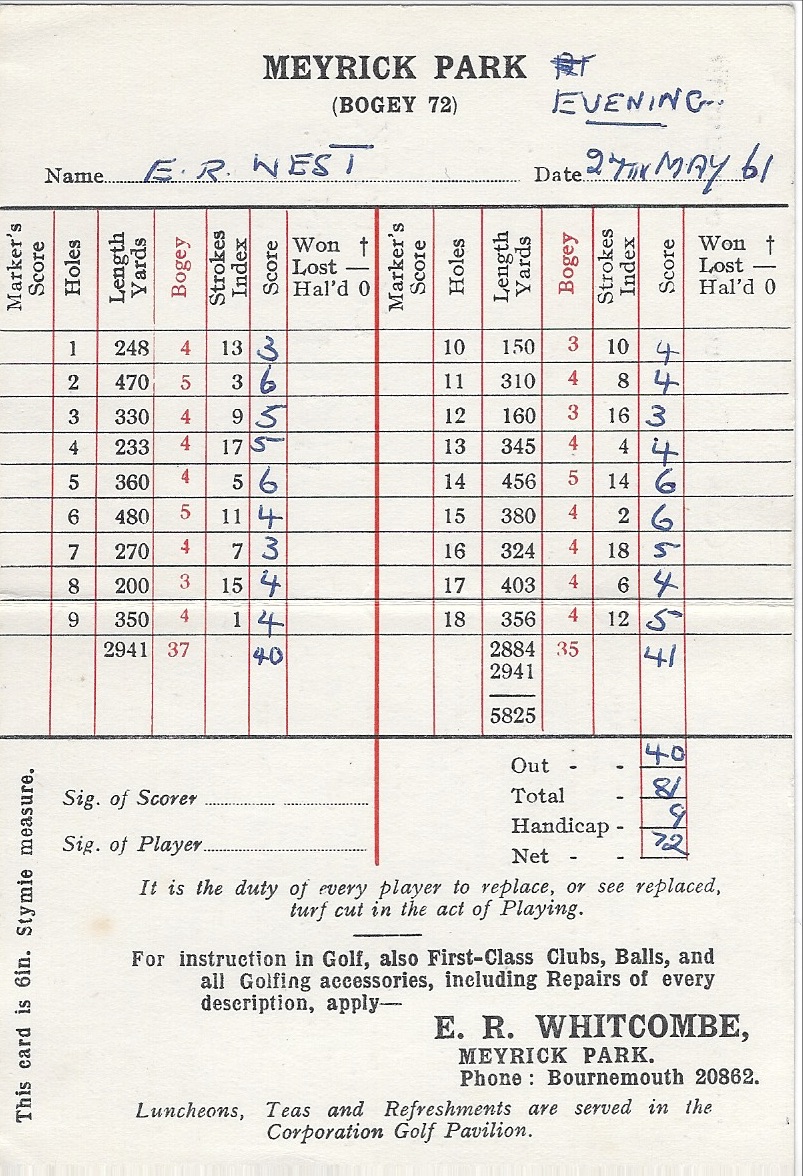 MEYRICK PARK
(BOGEY 72) EVENING
Name E. R. WEST Date 27TH MAY 61
Marker's Score Holes Length Yards Bogey Strokes Index Score Won † Lost — Hal'd 0 Marker's Score Holes Length Yards Bogey Strokes Index Score Won † Lost — Hal'd 0
1 248 4 13 3 10 150 3 10 4
2 470 5 3 6 11 310 4 8 4
3 330 4 9 5 12 160 3 16 3
4 233 4 17 5 13 345 4 4 4
5 360 4 5 6 14 456 5 14 6
6 480 5 11 4 15 380 4 2 6
7 270 4 7 3 16 324 4 18 5
8 200 3 15 4 17 403 4 6 4
9 350 4 1 4 18 356 4 12 5
2941 37 40 2884 35 41
2941
5825
Out - - 40
Sig. of Scorer
Total - 81
Handicap - 9
Sig. of Player
Net - - 72
It is the duty of every player to replace, or see replaced,
turf cut in the act of Playing.
For instruction in Golf, also First-Class Clubs, Balls, and
all Golfing accessories, including Repairs of every
description, apply—
E. R. WHITCOMBE,
MEYRICK PARK.
Phone : Bournemouth 20862.
Luncheons, Teas and Refreshments are served in the
Corporation Golf Pavilion.
This card is 6in. Stymie measure.